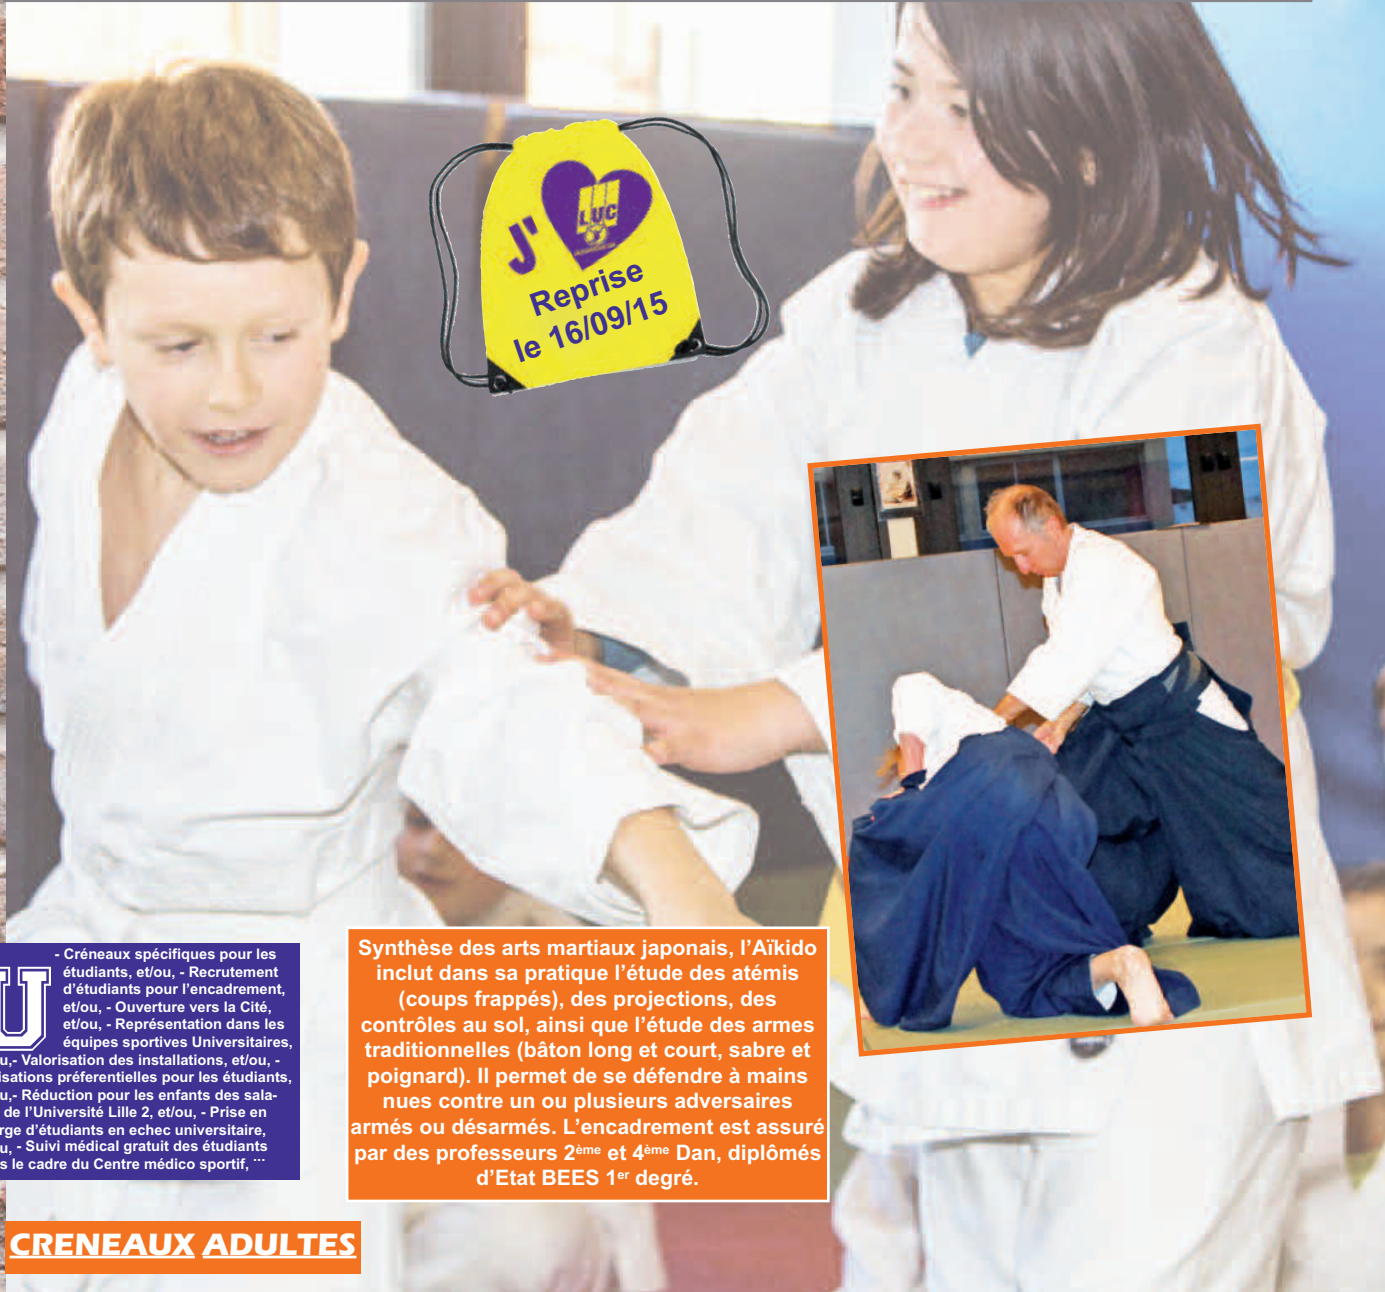 J'
LUC
Reprise
le 16/09/15
- Créneaux spécifiques pour les
étudiants, et/ou, - Recrutement
d'étudiants pour l'encadrement,
et/ou, - Ouverture vers la Cité,
et/ou, - Représentation dans les
équipes sportives Universitaires,
u,- Valorisation des installations, et/ou, -
isations préferentielles pour les étudiants,
u,- Réduction pour les enfants des sala-
de l'Université Lille 2, et/ou, - Prise en
rge d'étudiants en echec universitaire,
u, - Suivi médical gratuit des étudiants
s le cadre du Centre médico sportif, ...
U
Synthèse des arts martiaux japonais, l'Aïkido
inclut dans sa pratique l'étude des atémis
(coups frappés), des projections, des
contrôles au sol, ainsi que l'étude des armes
traditionnelles (bâton long et court, sabre et
poignard). Il permet de se défendre à mains
nues contre un ou plusieurs adversaires
armés ou désarmés. L'encadrement est assuré
par des professeurs 2ème et 4ème Dan, diplômés
d'Etat BEES 1er degré.
CRENEAUX ADULTES